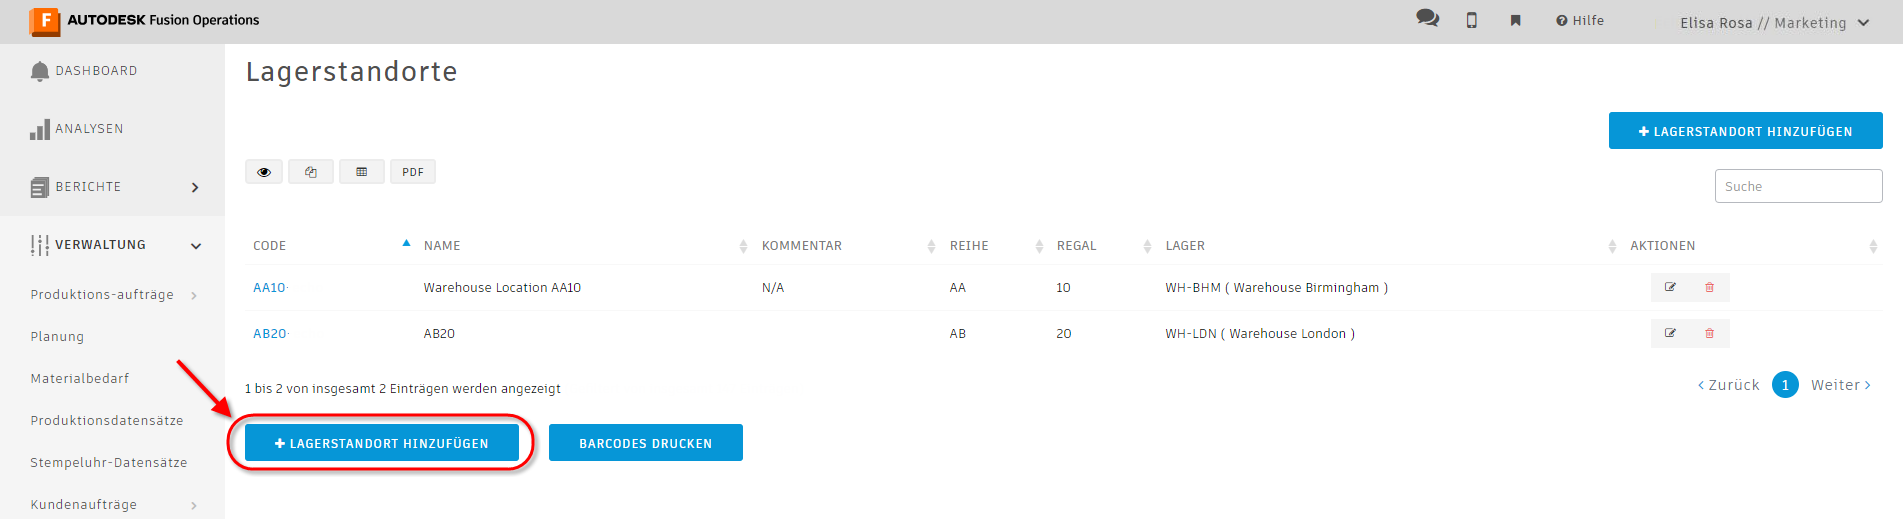 F AUTODESK Fusion Operations
Hilfe
Elisa Rosa // Marketing
DASHBOARD
ANALYSEN
BERICHTE
VERWALTUNG
Produktions-aufträge
Planung
Materialbedarf
Produktionsdatensätze
Stempeluhr-Datensätze
Kundenaufträge
Lagerstandorte
+ LAGERSTANDORT HINZUFÜGEN
PDF
Suche
CODE NAME KOMMENTAR REIHE REGAL LAGER AKTIONEN
AA10 Warehouse Location AA10 N/A AA 10 WH-BHM ( Warehouse Birmingham )
AB20 AB20 AB 20 WH-LDN ( Warehouse London )
1 bis 2 von insgesamt 2 Einträgen werden angezeigt
‹ Zurück 1 Weiter ›
+ LAGERSTANDORT HINZUFÜGEN BARCODES DRUCKEN